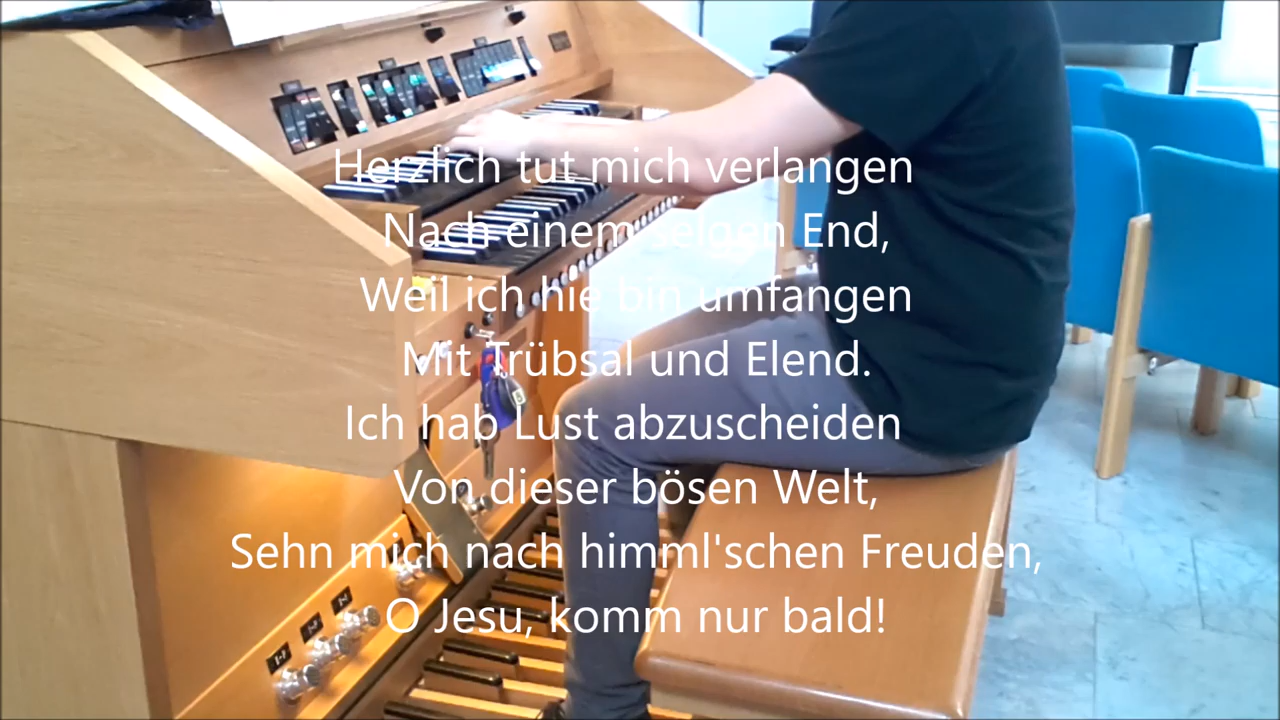 Herzlich tut mich verlangen
Nach einem selgen End,
Weil ich hie bin umfangen
Mit Trübsal und Elend.
Ich hab Lust abzuscheiden
Von dieser bösen Welt,
Sehn mich nach himml'schen Freuden,
O Jesu, komm nur bald!